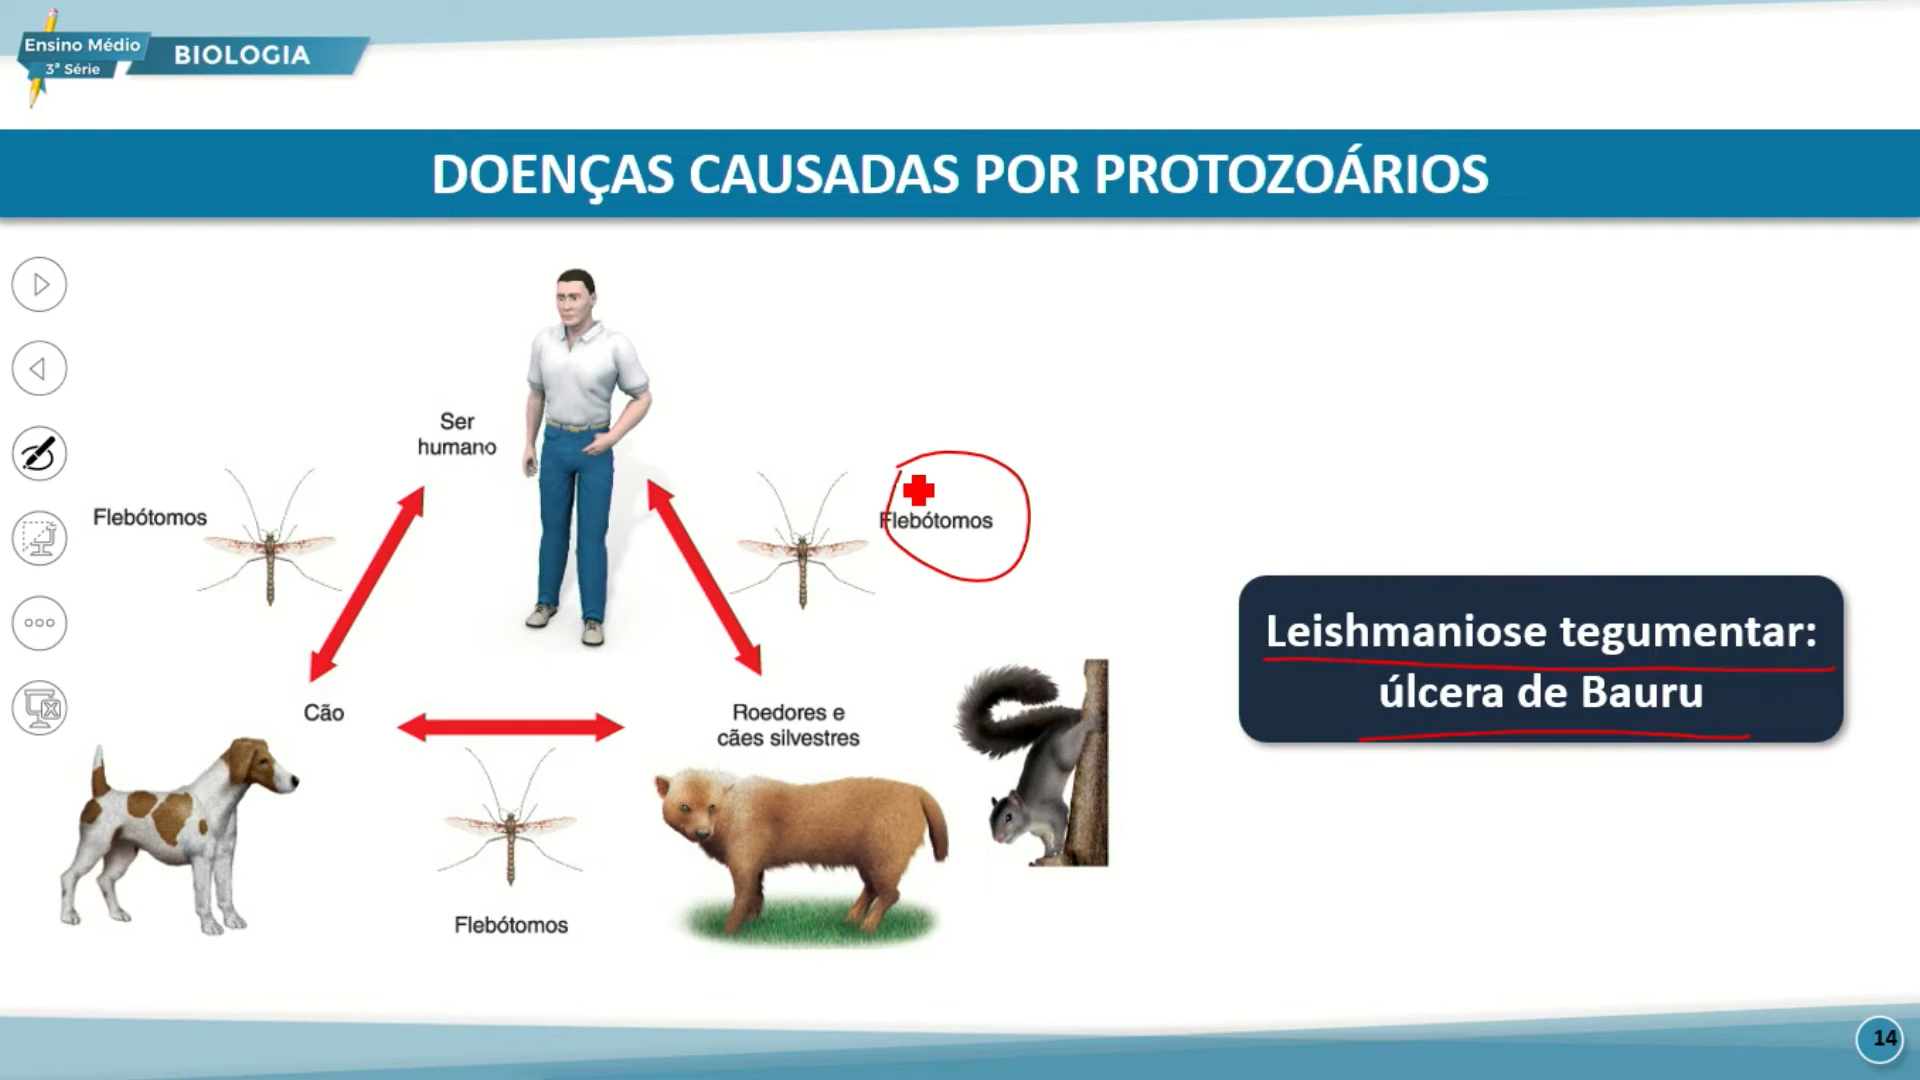 Ensino Médio
3ª Série
BIOLOGIA
DOENÇAS CAUSADAS POR PROTOZOÁRIOS
Ser
humano
Flebótomos
Flebótomos
Cão
Roedores e
cães silvestres
Flebótomos
Leishmaniose tegumentar:
úlcera de Bauru
14